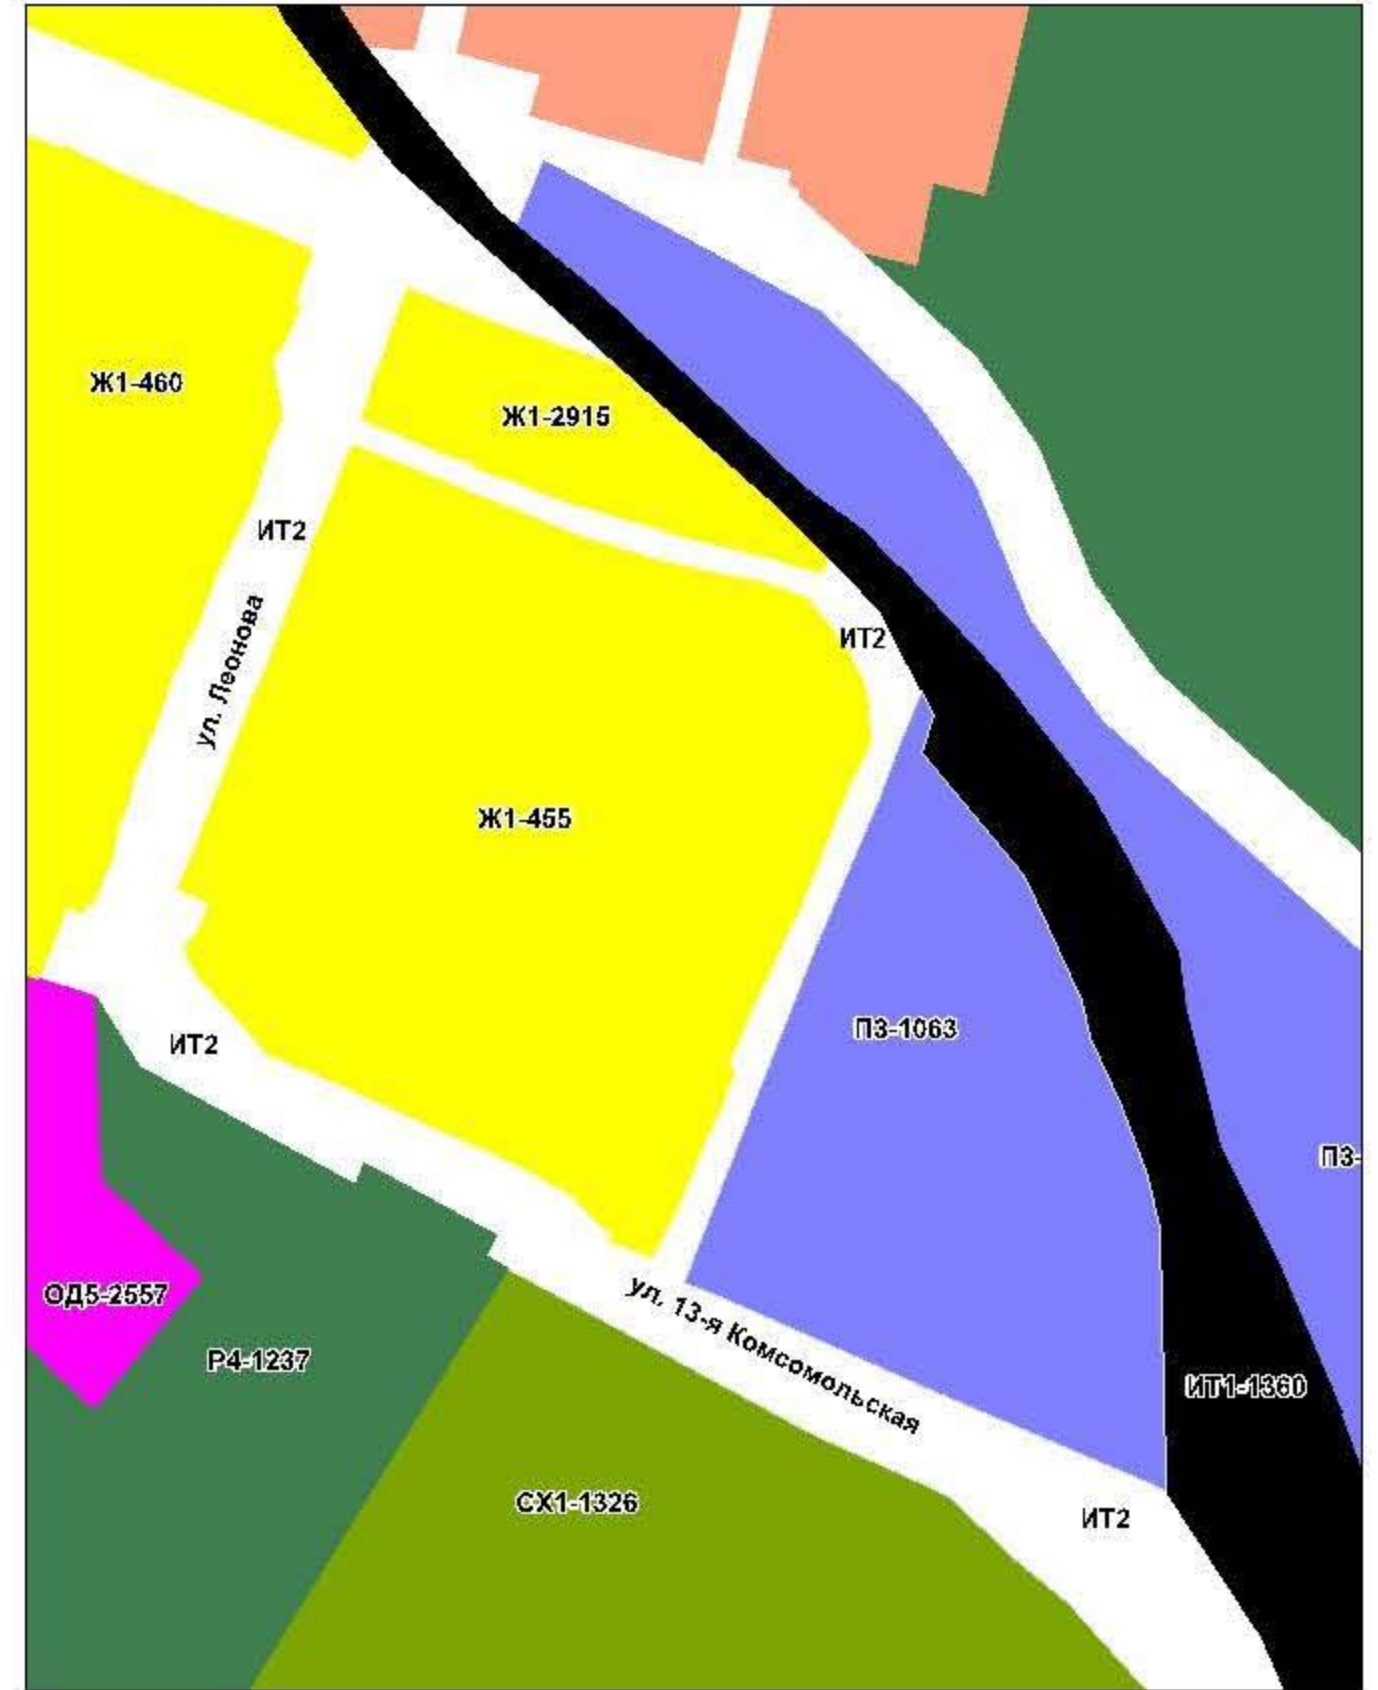 Ж1-460
Ж1-2915
ИТ2
ул. Леонова
ИТ2
Ж1-455
П3-1063
ИТ2
П3-
ОД5-2557
Р4-1237
ул. 13-я Комсомольская
ИТ1-1360
СХ1-1326
ИТ2